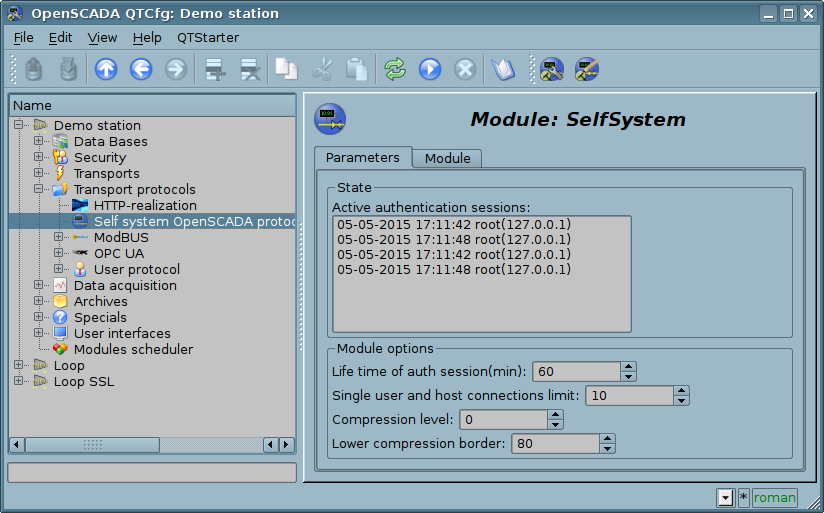 OpenSCADA QTCfg: Demo station
File Edit View Help QTStarter
Name
Demo station
Data Bases
Security
Transports
Transport protocols
HTTP-realization
Self system OpenSCADA protoc
ModBUS
OPC UA
User protocol
Data acquisition
Archives
Specials
User interfaces
Modules scheduler
Loop
Loop SSL
Module: SelfSystem
Parameters Module
State
Active authentication sessions:
05-05-2015 17:11:42 root(127.0.0.1)
05-05-2015 17:11:48 root(127.0.0.1)
05-05-2015 17:11:42 root(127.0.0.1)
05-05-2015 17:11:48 root(127.0.0.1)
Module options
Life time of auth session(min): 60
Single user and host connections limit: 10
Compression level: 0
Lower compression border: 80
* roman